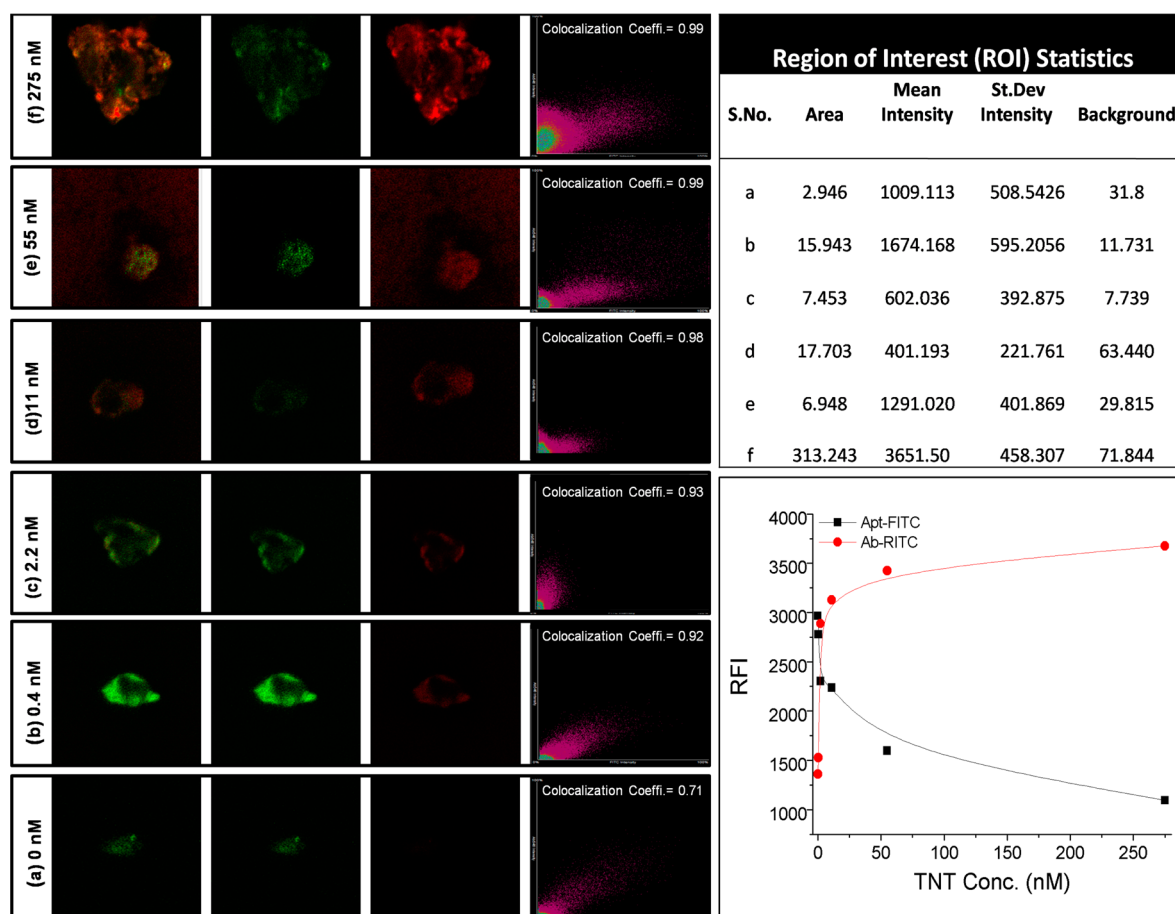 (f) 275 nM
Colocalization Coeffi.= 0.99
(e) 55 nM
Colocalization Coeffi.= 0.99
(d)11 nM
Colocalization Coeffi.= 0.98
(c) 2.2 nM
Colocalization Coeffi.= 0.93
(b) 0.4 nM
Colocalization Coeffi.= 0.92
(a) 0 nM
Colocalization Coeffi.= 0.71
Region of Interest (ROI) Statistics
S.No. Area Mean Intensity St.Dev Intensity Background
a 2.946 1009.113 508.5426 31.8
b 15.943 1674.168 595.2056 11.731
c 7.453 602.036 392.875 7.739
d 17.703 401.193 221.761 63.440
e 6.948 1291.020 401.869 29.815
f 313.243 3651.50 458.307 71.844
Apt-FITC
Ab-RITC
RFI
4000
3500
3000
2500
2000
1500
1000
0 50 100 150 200 250
TNT Conc. (nM)